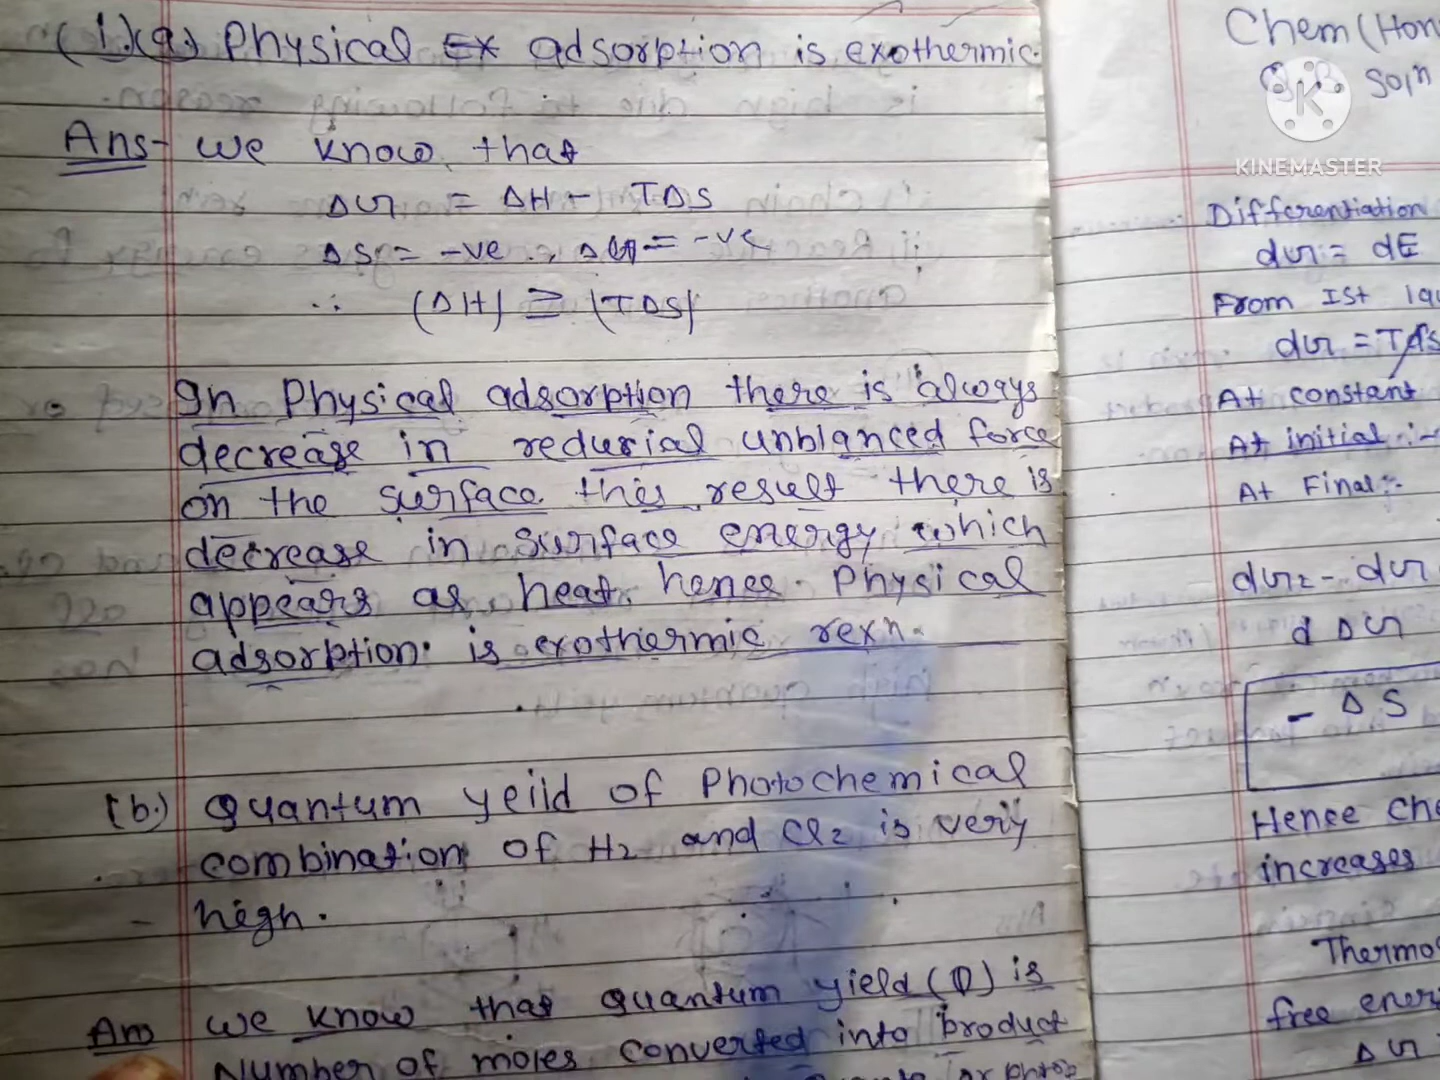 (1.)(a) Physical Ex adsorption is exothermic.
Ans- we know that
ΔG = ΔH - TΔS
ΔS = -ve , ΔG = -ve
∴ (ΔH) ≥ |TΔS|
In Physical adsorption there is always
decrease in redurial unblanced force
on the surface this result there is
decrease in surface energy which
appears as heat, hence Physical
adsorption. is exothermic rexn.
(b.) quantum yeild of Photochemical
combination of H2 and Cl2 is very
high.
Ans we know that quantum yield (Φ) is
Number of moles converted into product
Chem (Hon
Soln
KINEMASTER
Differentiation
dG = dE
From Ist la
dG = TdS
At constant
At initial :-
At Final :-
dG2 - dG
d ΔG
- ΔS
Hence Che
increases
Thermo
free ener
ΔG